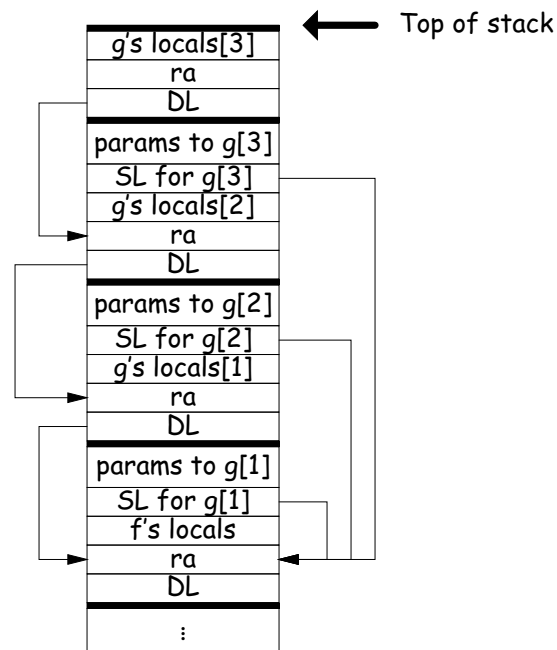 Top of stack
g's locals[3]
ra
DL
params to g[3]
SL for g[3]
g's locals[2]
ra
DL
params to g[2]
SL for g[2]
g's locals[1]
ra
DL
params to g[1]
SL for g[1]
f's locals
ra
DL
⋮